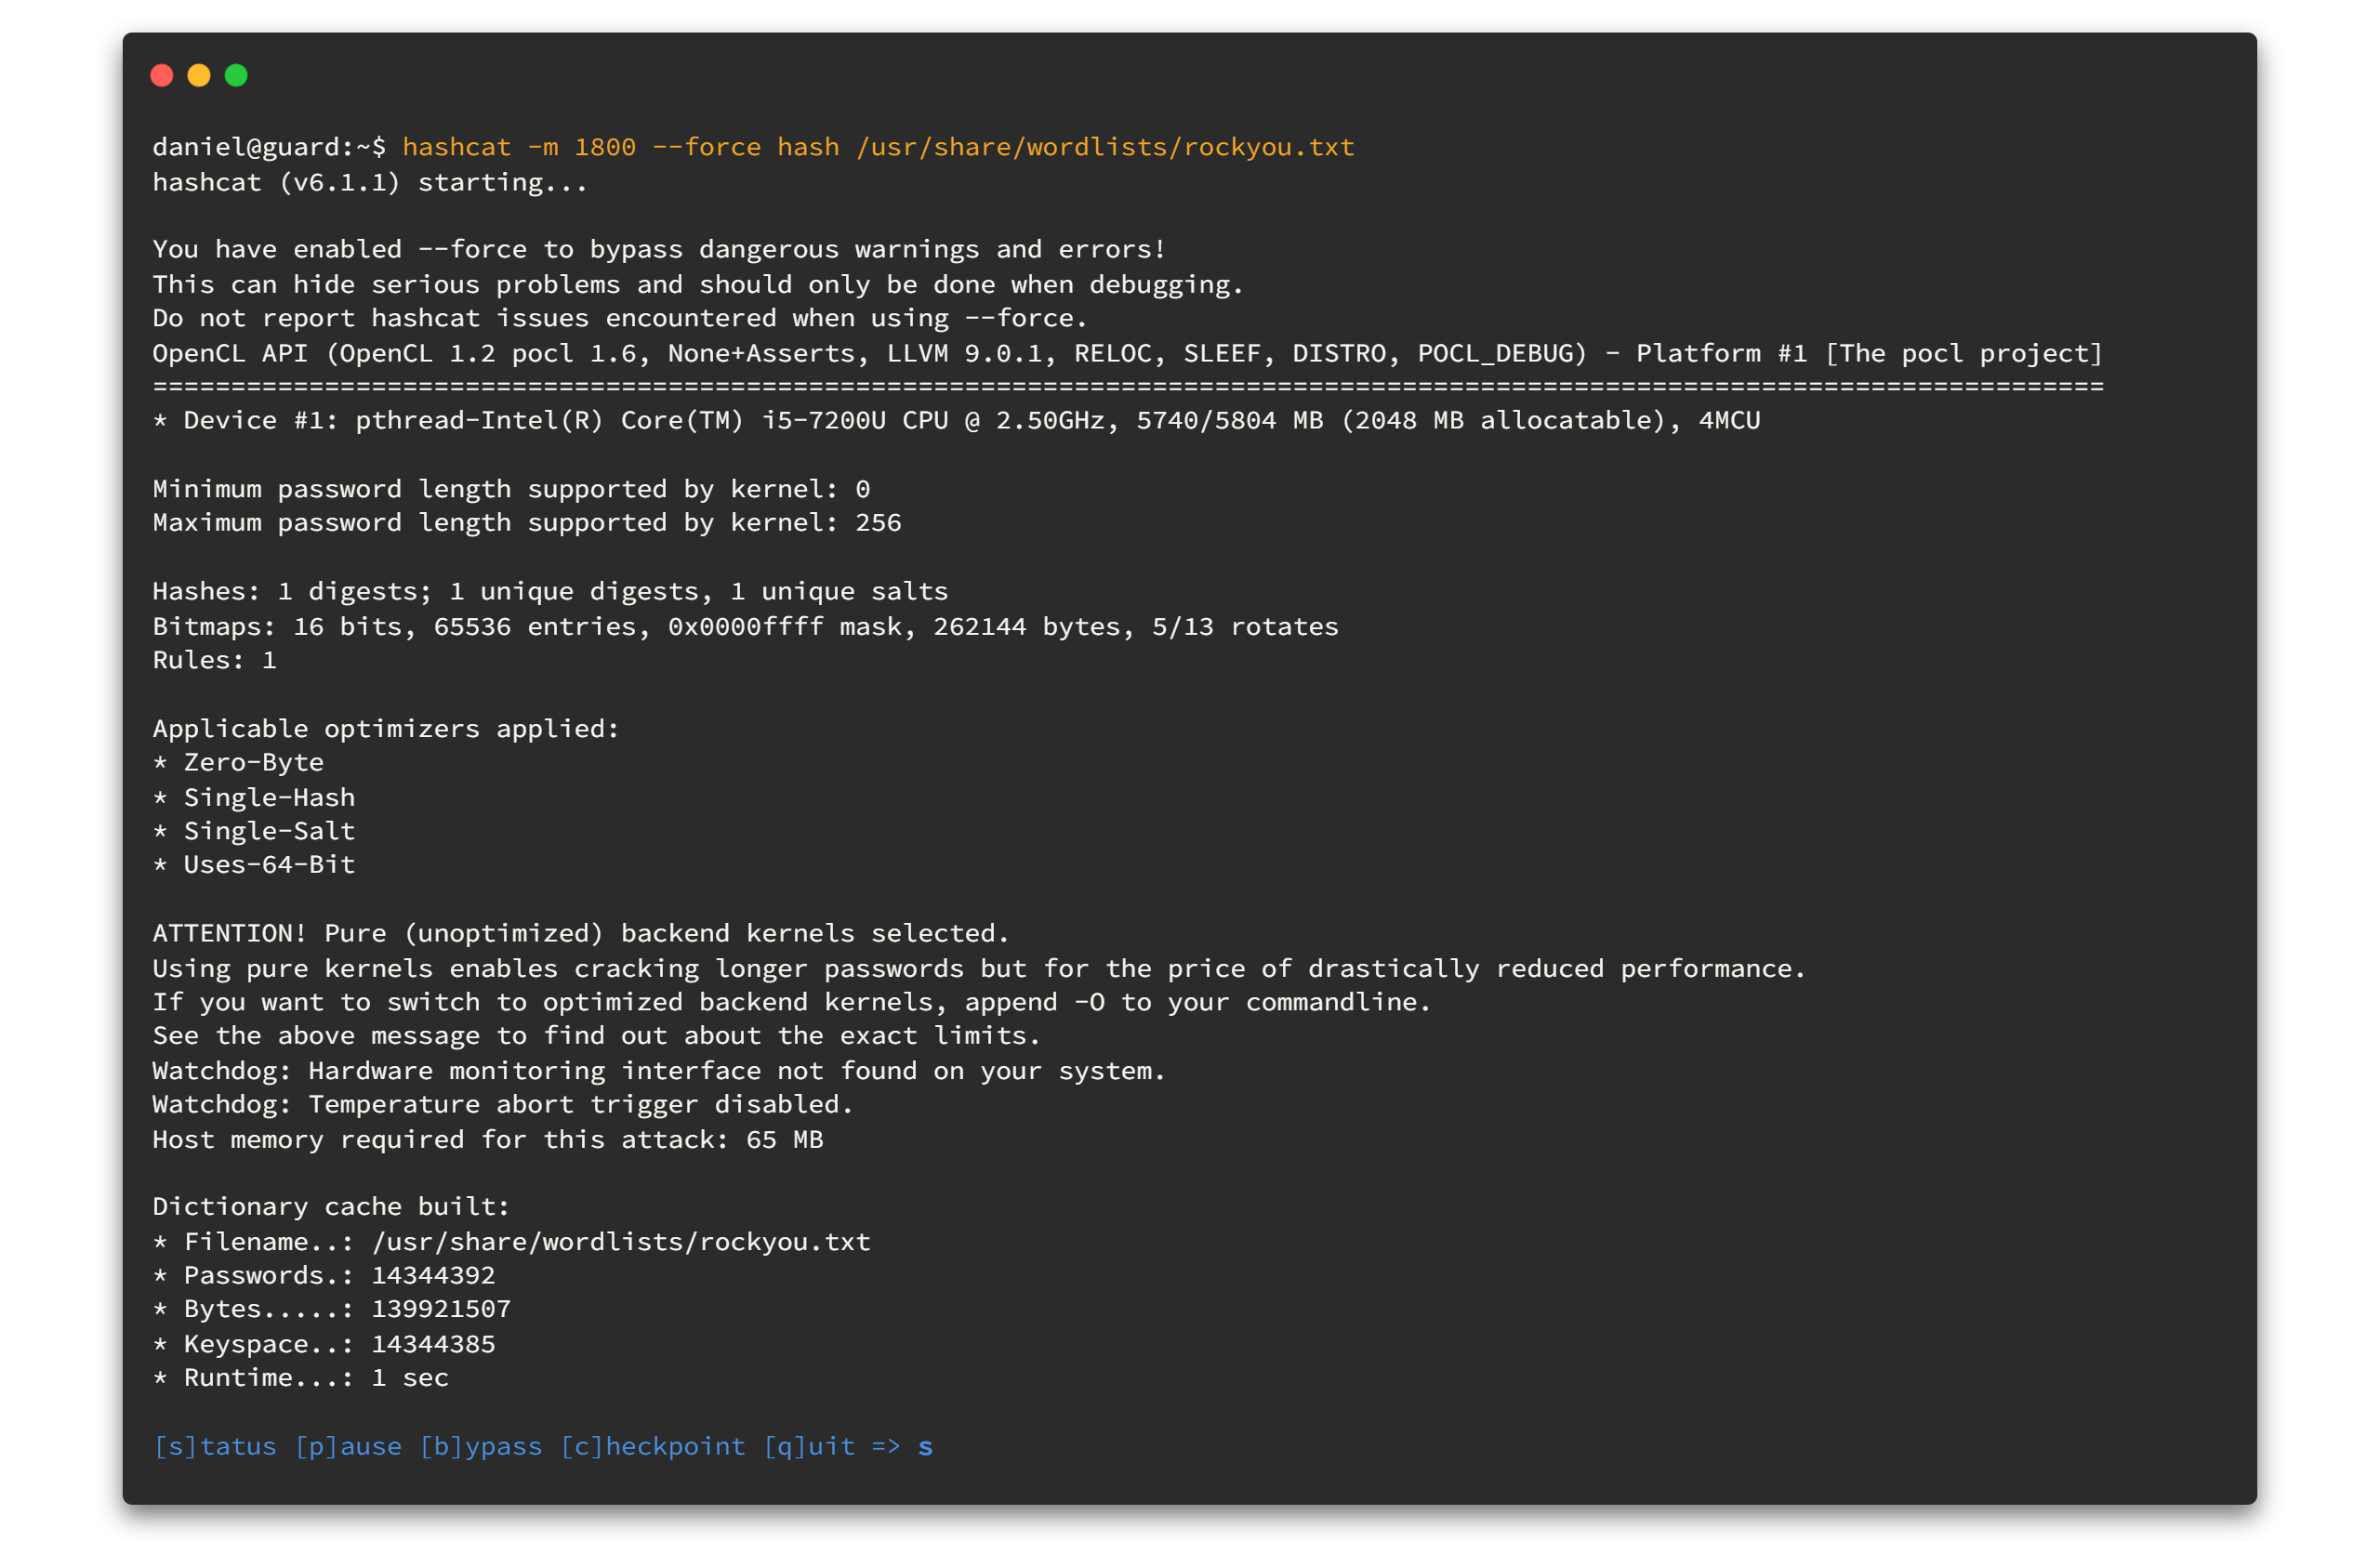 daniel@guard:~$ hashcat -m 1800 --force hash /usr/share/wordlists/rockyou.txt
hashcat (v6.1.1) starting...
You have enabled --force to bypass dangerous warnings and errors!
This can hide serious problems and should only be done when debugging.
Do not report hashcat issues encountered when using --force.
OpenCL API (OpenCL 1.2 pocl 1.6, None+Asserts, LLVM 9.0.1, RELOC, SLEEF, DISTRO, POCL_DEBUG) - Platform #1 [The pocl project]
=============================================================================================================================
* Device #1: pthread-Intel(R) Core(TM) i5-7200U CPU @ 2.50GHz, 5740/5804 MB (2048 MB allocatable), 4MCU
Minimum password length supported by kernel: 0
Maximum password length supported by kernel: 256
Hashes: 1 digests; 1 unique digests, 1 unique salts
Bitmaps: 16 bits, 65536 entries, 0x0000ffff mask, 262144 bytes, 5/13 rotates
Rules: 1
Applicable optimizers applied:
* Zero-Byte
* Single-Hash
* Single-Salt
* Uses-64-Bit
ATTENTION! Pure (unoptimized) backend kernels selected.
Using pure kernels enables cracking longer passwords but for the price of drastically reduced performance.
If you want to switch to optimized backend kernels, append -O to your commandline.
See the above message to find out about the exact limits.
Watchdog: Hardware monitoring interface not found on your system.
Watchdog: Temperature abort trigger disabled.
Host memory required for this attack: 65 MB
Dictionary cache built:
* Filename..: /usr/share/wordlists/rockyou.txt
* Passwords.: 14344392
* Bytes.....: 139921507
* Keyspace..: 14344385
* Runtime...: 1 sec
[s]tatus [p]ause [b]ypass [c]heckpoint [q]uit => s